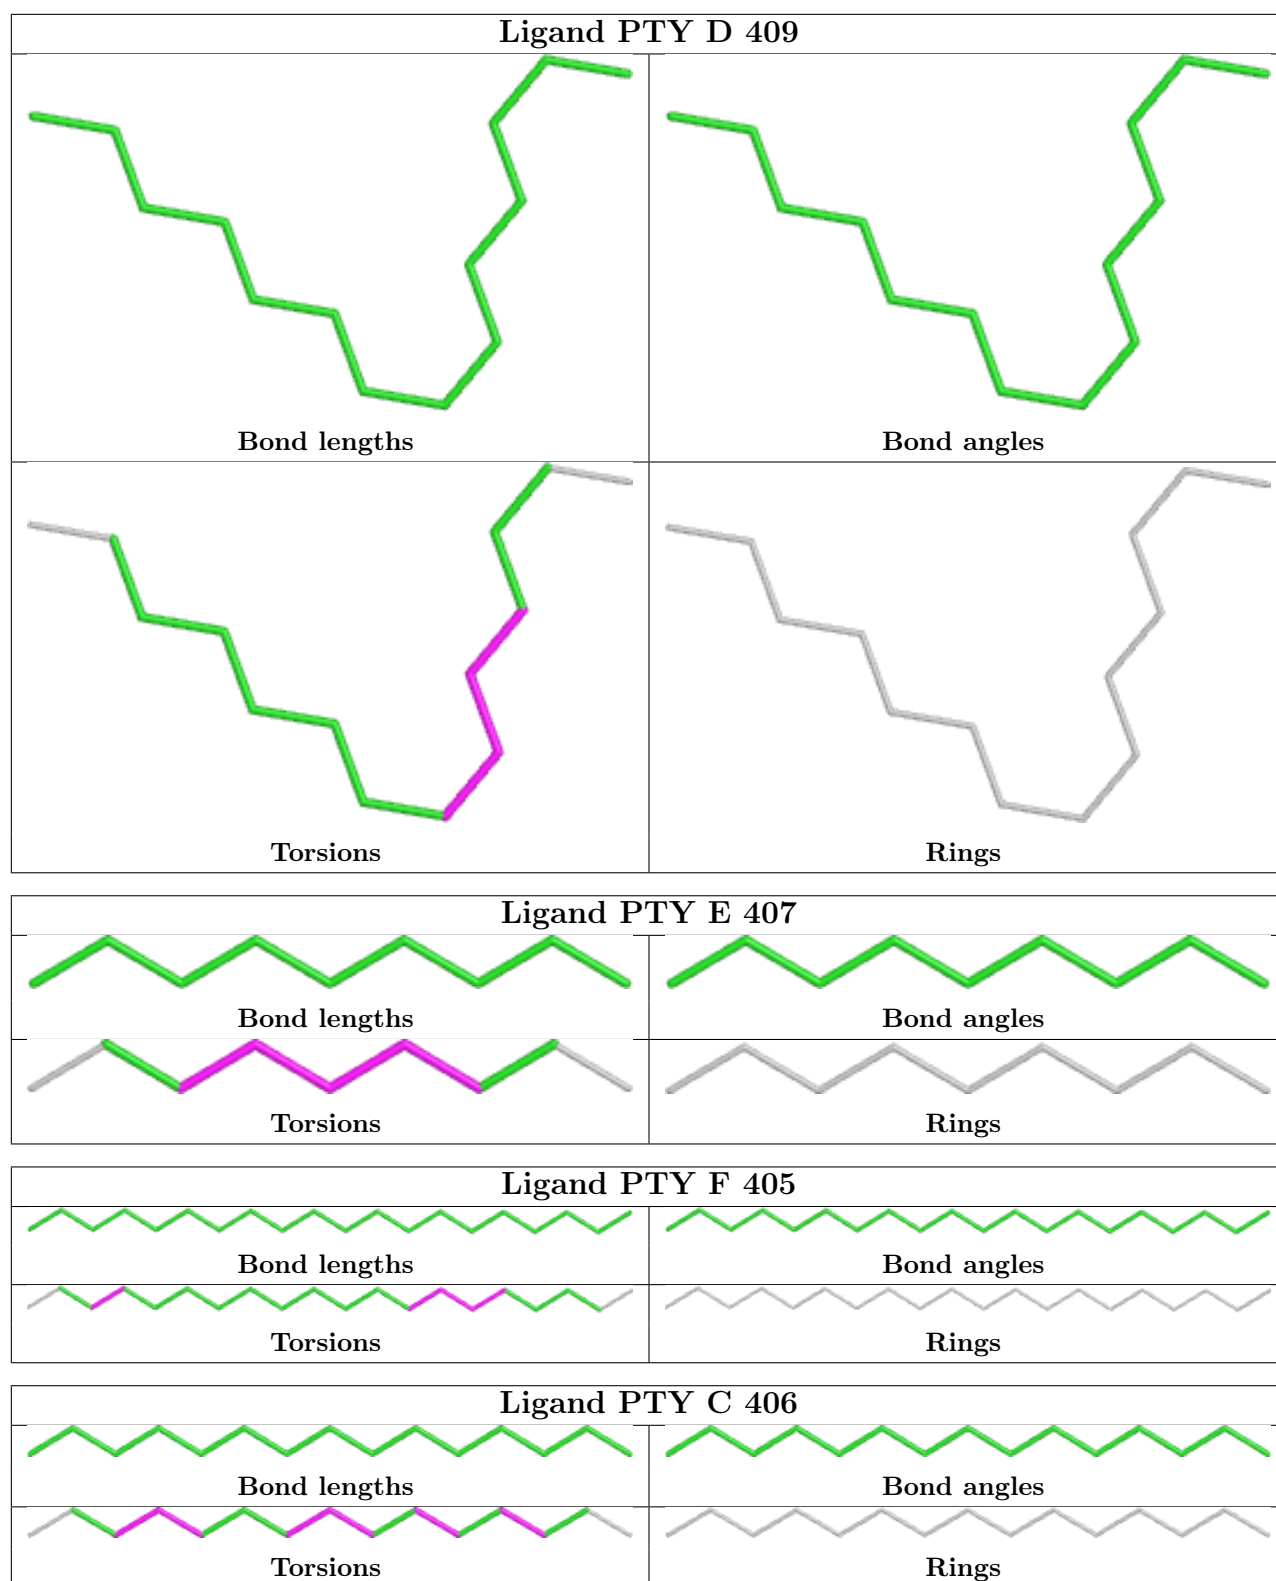 Ligand PTY D 409
Bond lengths
Bond angles
Torsions
Rings
Ligand PTY E 407
Bond lengths
Bond angles
Torsions
Rings
Ligand PTY F 405
Bond lengths
Bond angles
Torsions
Rings
Ligand PTY C 406
Bond lengths
Bond angles
Torsions
Rings